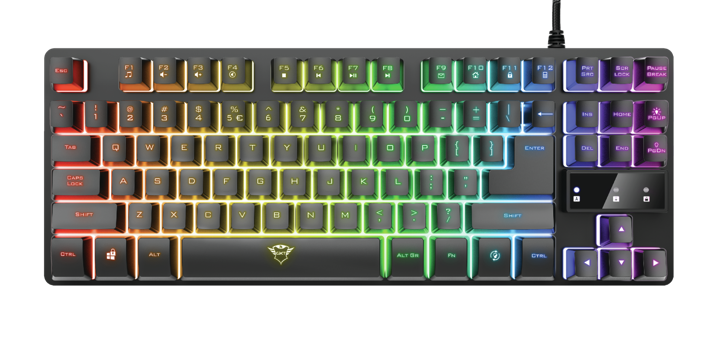 Esc F1 F2 F3 F4 F5 F6 F7 F8 F9 F10 F11 F12 Prt Src Scr Lock Pause Break
~ ! 1 @ 2 # 3 $ 4 % 5 € ^ 6 & 7 * 8 ( 9 ) 0 - + = | \ ← Ins Home PgUp
Tab Q W E R T Y U I O P { [ } ] Enter Del End PgDn
Caps Lock A S D F G H J K L : ; " '
Shift Z X C V B N M < , > . ? / Shift
Ctrl Alt GXT Alt Gr Fn Ctrl